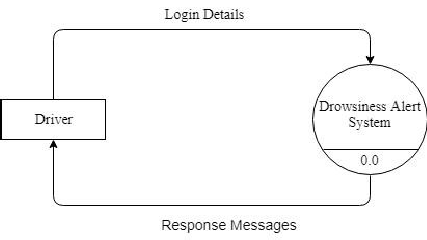 Login Details
Drowsiness Alert
System
Driver
0.0
Response Messages